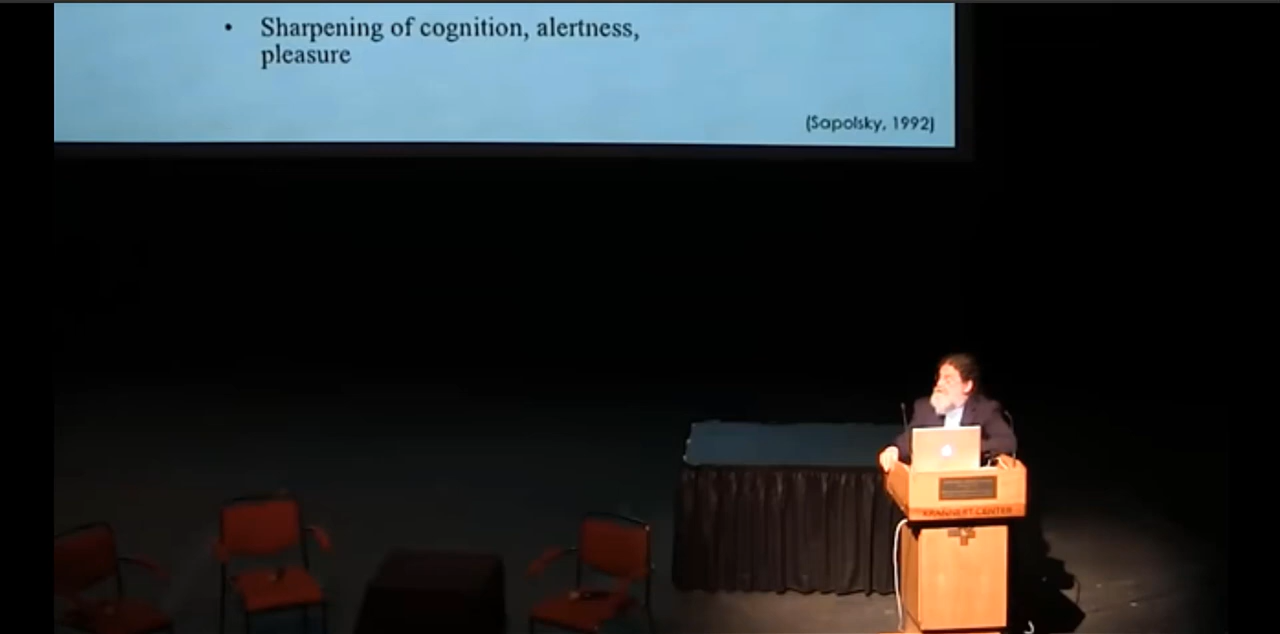 • Sharpening of cognition, alertness,
pleasure
(Sapolsky, 1992)
KRANNERT CENTER